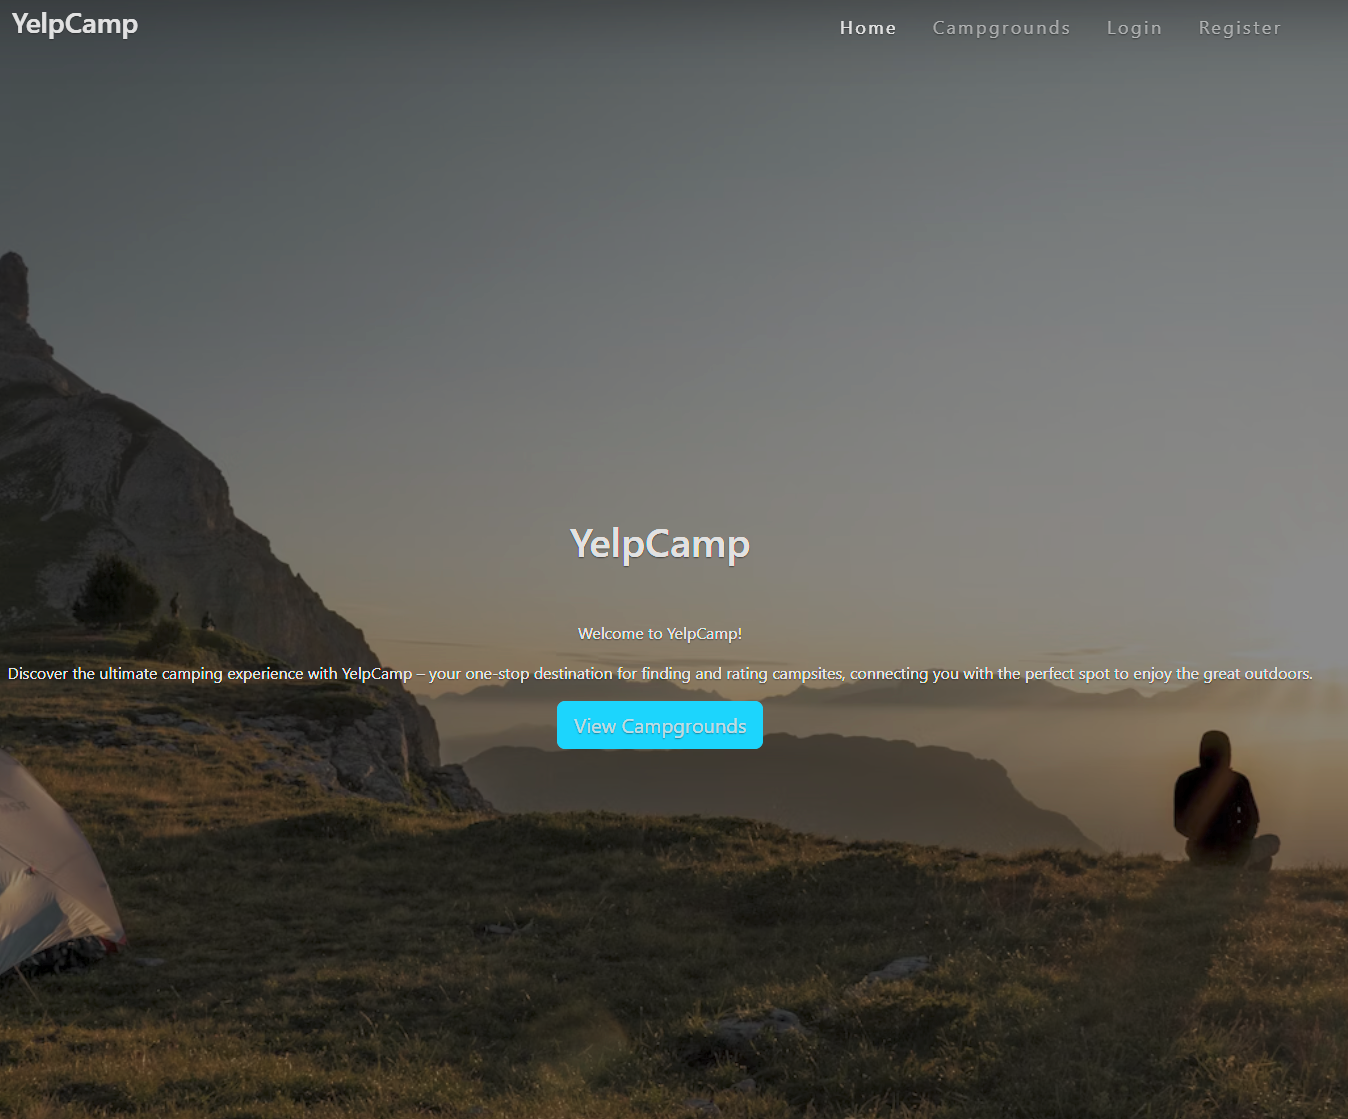 YelpCamp
Home Campgrounds Login Register
YelpCamp
Welcome to YelpCamp!
Discover the ultimate camping experience with YelpCamp – your one-stop destination for finding and rating campsites, connecting you with the perfect spot to enjoy the great outdoors.
View Campgrounds